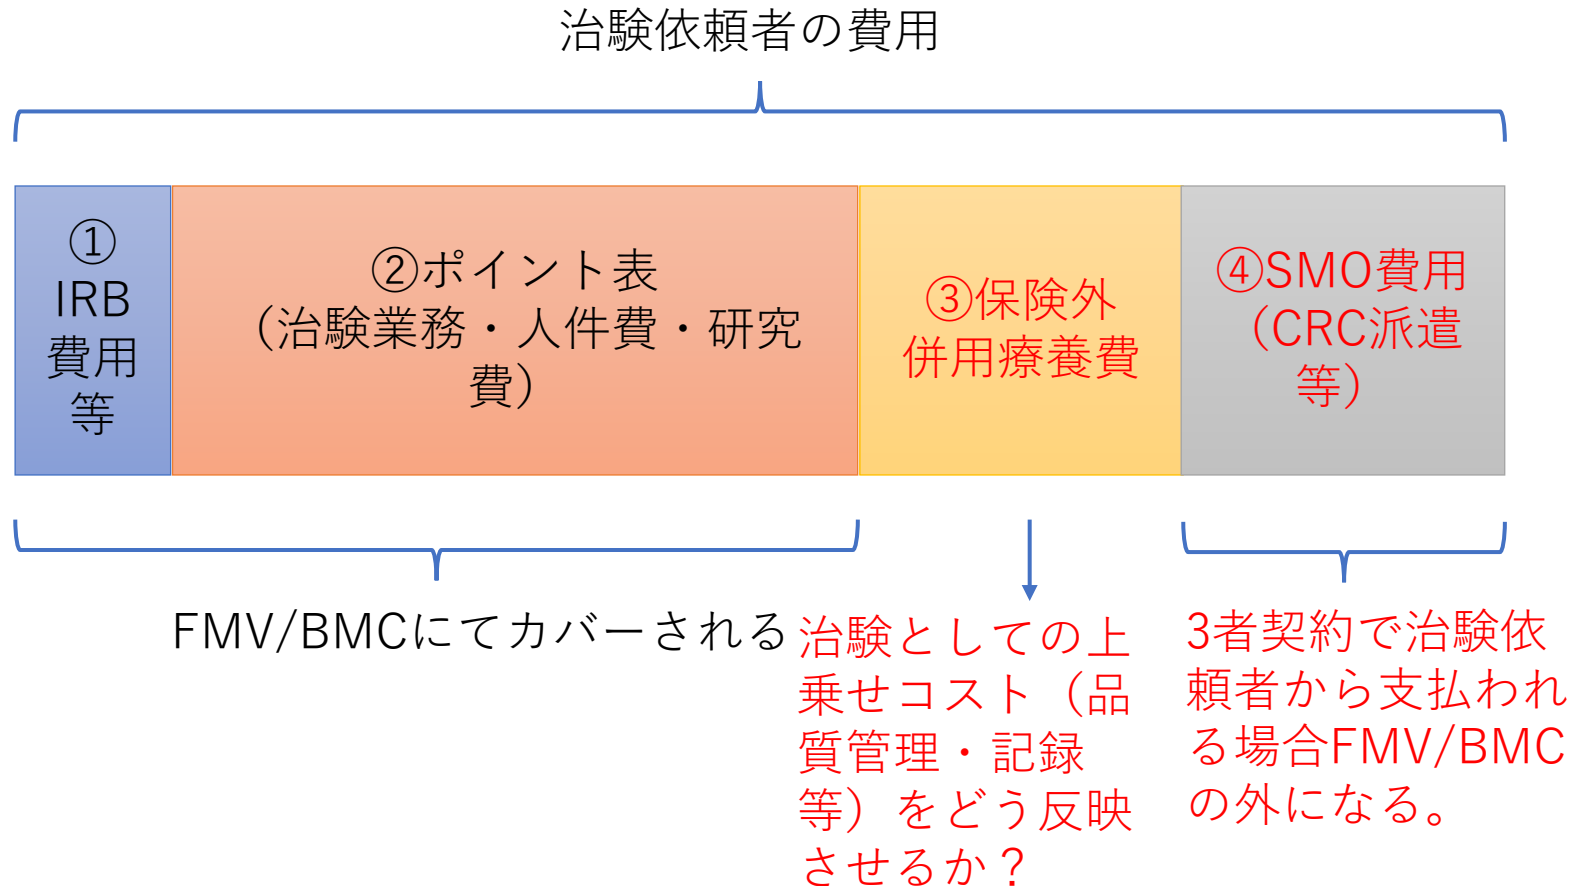 治験依頼者の費用
①
IRB
費用
等
②ポイント表
（治験業務・人件費・研究
費）
③保険外
併用療養費
④SMO費用
（CRC派遣
等）
FMV/BMCにてカバーされる
治験としての上
乗せコスト（品
質管理・記録
等）をどう反映
させるか？
3者契約で治験依
頼者から支払われ
る場合FMV/BMC
の外になる。